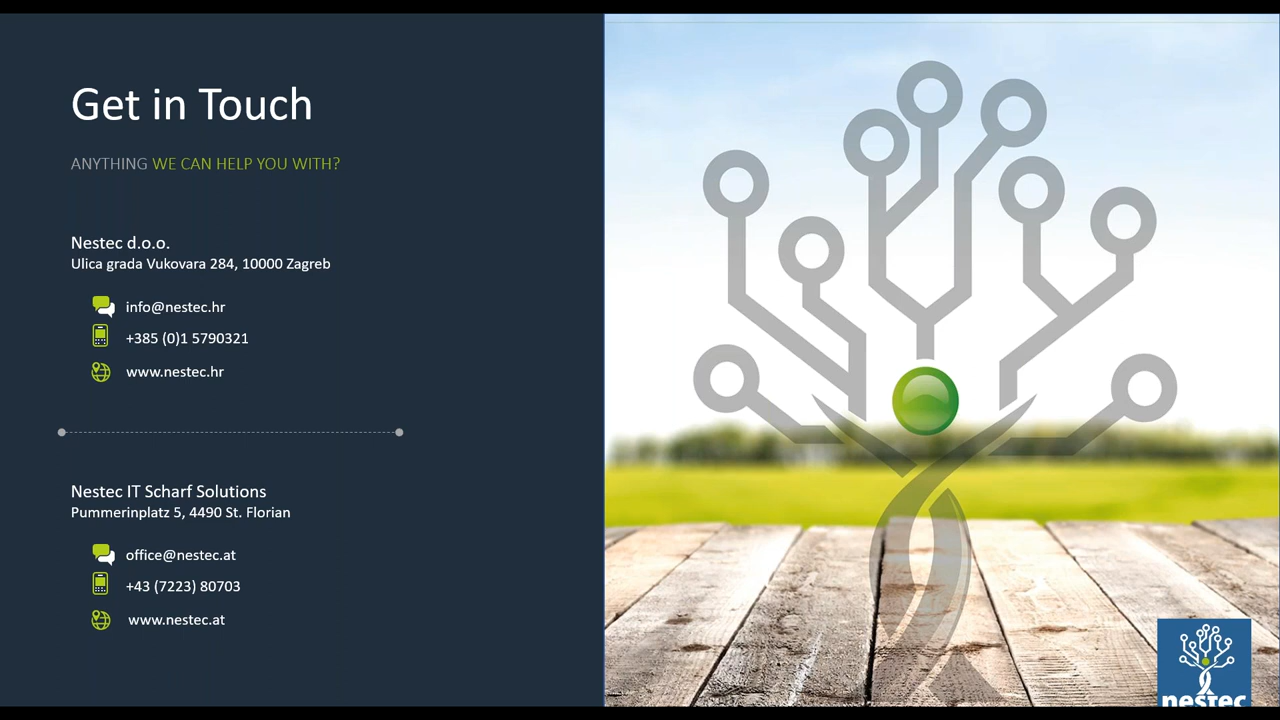 Get in Touch
ANYTHING WE CAN HELP YOU WITH?
Nestec d.o.o.
Ulica grada Vukovara 284, 10000 Zagreb
info@nestec.hr
+385 (0)1 5790321
www.nestec.hr
Nestec IT Scharf Solutions
Pummerinplatz 5, 4490 St. Florian
office@nestec.at
+43 (7223) 80703
www.nestec.at
nestec